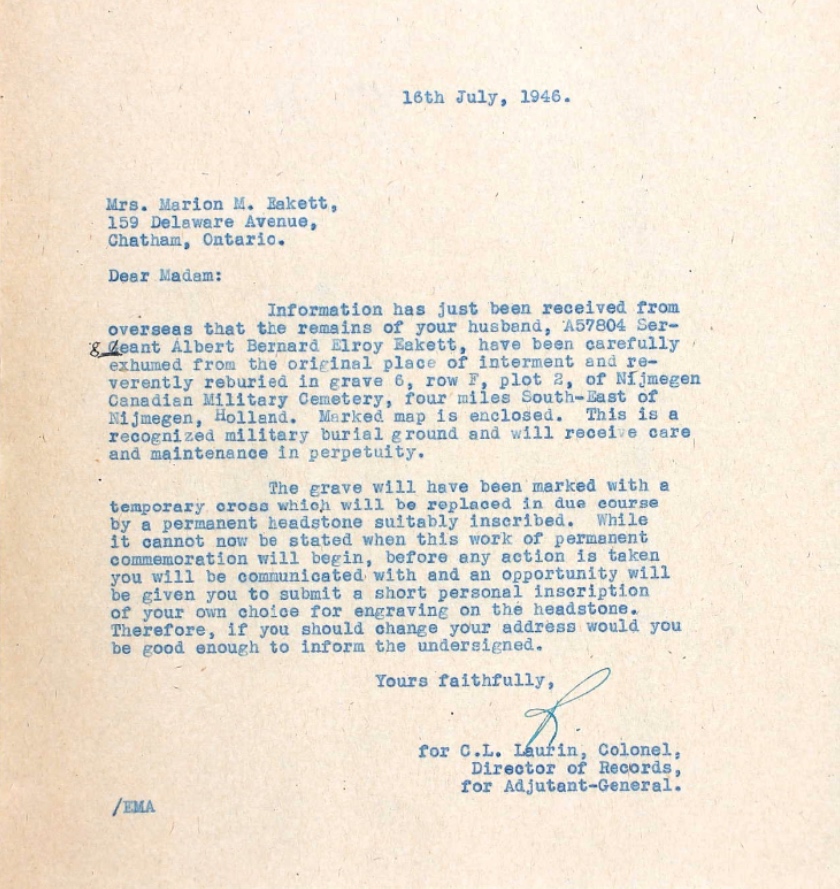 16th July, 1946.
Mrs. Marion M. Eakett,
159 Delaware Avenue,
Chatham, Ontario.
Dear Madam:
Information has just been received from
overseas that the remains of your husband, A57804 Ser-
geant Albert Bernard Elroy Eakett, have been carefully
exhumed from the original place of interment and re-
verently reburied in grave 6, row F, plot 2, of Nijmegen
Canadian Military Cemetery, four miles South-East of
Nijmegen, Holland. Marked map is enclosed. This is a
recognized military burial ground and will receive care
and maintenance in perpetuity.
The grave will have been marked with a
temporary cross which will be replaced in due course
by a permanent headstone suitably inscribed. While
it cannot now be stated when this work of permanent
commemoration will begin, before any action is taken
you will be communicated with and an opportunity will
be given you to submit a short personal inscription
of your own choice for engraving on the headstone.
Therefore, if you should change your address would you
be good enough to inform the undersigned.
Yours faithfully,
for C.L. Laurin, Colonel,
Director of Records,
for Adjutant-General.
/EMA